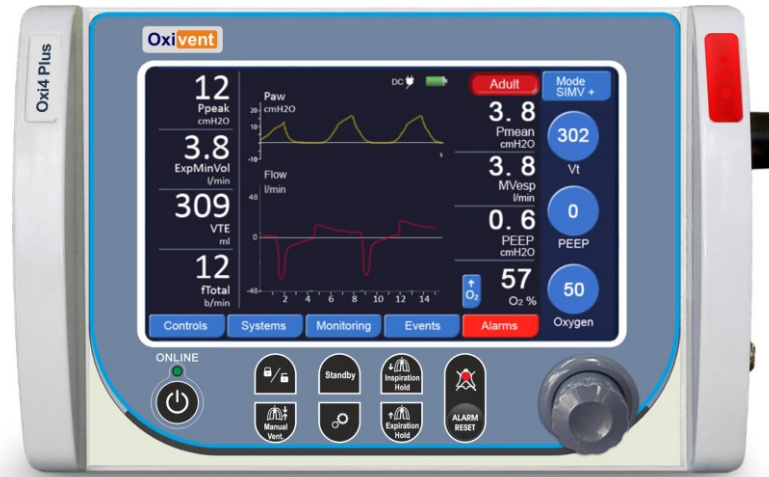 Oxivent
Oxi4 Plus
12
Ppeak
cmH2O
3.8
ExpMinVol
l/min
309
VTE
ml
12
fTotal
b/min
Paw
cmH2O
20
10
-10
1
Flow
l/min
48
0
-48
2 4 6 8 10 12 14
DC
Adult
3. 8
Pmean
cmH2O
3. 8
MVesp
l/min
0. 6
PEEP
cmH2O
O2
57
O2 %
Mode
SIMV +
302
Vt
0
PEEP
50
Oxygen
Controls Systems Monitoring Events Alarms
ONLINE
Standby
Inspiration
Hold
Manual
Vent.
Expiration
Hold
ALARM
RESET